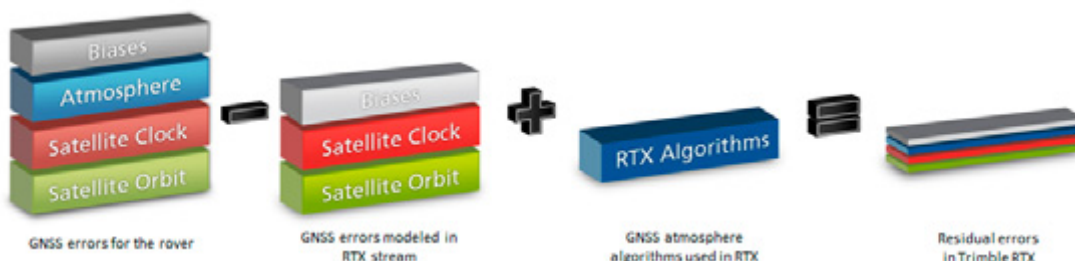 Biases
Atmosphere
Satellite Clock
Satellite Orbit
GNSS errors for the rover
Biases
Satellite Clock
Satellite Orbit
GNSS errors modeled in
RTX stream
RTX Algorithms
GNSS atmosphere
algorithms used in RTX
Residual errors
in Trimble RTX